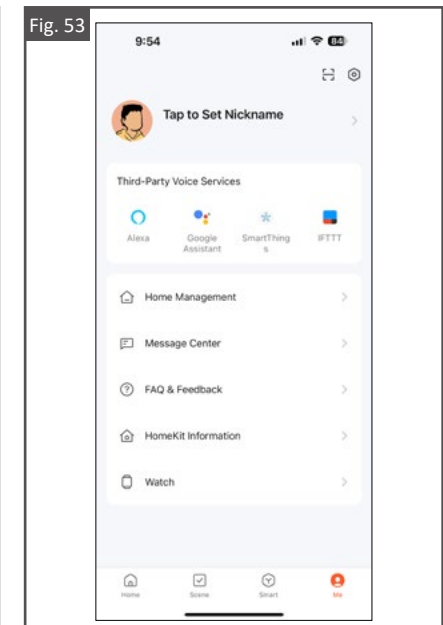 Fig. 53
9:54
84
Tap to Set Nickname
Third-Party Voice Services
Alexa
Google
Assistant
SmartThing
s
IFTTT
Home Management
Message Center
FAQ & Feedback
HomeKit Information
Watch
Home Scene Smart Me